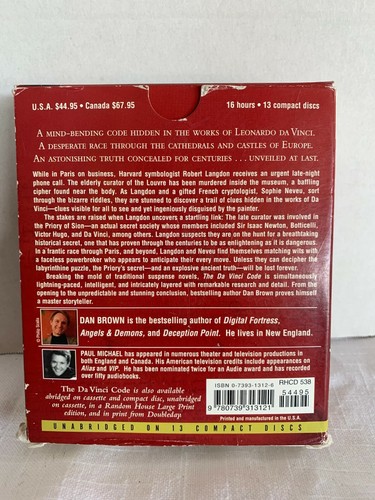 U.S.A. $44.95 • Canada $67.95
16 hours • 13 compact discs
A MIND-BENDING CODE HIDDEN IN THE WORKS OF LEONARDO DA VINCI.
A DESPERATE RACE THROUGH THE CATHEDRALS AND CASTLES OF EUROPE.
AN ASTONISHING TRUTH CONCEALED FOR CENTURIES . . . UNVEILED AT LAST.
While in Paris on business, Harvard symbologist Robert Langdon receives an urgent late-night
phone call. The elderly curator of the Louvre has been murdered inside the museum, a baffling
cipher found near the body. As Langdon and a gifted French cryptologist, Sophie Neveu, sort
through the bizarre riddles, they are stunned to discover a trail of clues hidden in the works of Da
Vinci—clues visible for all to see and yet ingeniously disguised by the painter.
The stakes are raised when Langdon uncovers a startling link: The late curator was involved in
the Priory of Sion—an actual secret society whose members included Sir Isaac Newton, Botticelli,
Victor Hugo, and Da Vinci, among others. Langdon suspects they are on the hunt for a breathtaking
historical secret, one that has proven through the centuries to be as enlightening as it is dangerous.
In a frantic race through Paris, and beyond, Langdon and Neveu find themselves matching wits with
a faceless powerbroker who appears to anticipate their every move. Unless they can decipher the
labyrinthine puzzle, the Priory's secret—and an explosive ancient truth—will be lost forever.
Breaking the mold of traditional suspense novels, The Da Vinci Code is simultaneously
lightning-paced, intelligent, and intricately layered with remarkable research and detail. From the
opening to the unpredictable and stunning conclusion, bestselling author Dan Brown proves himself
a master storyteller.
DAN BROWN is the bestselling author of Digital Fortress,
Angels & Demons, and Deception Point. He lives in New England.
PAUL MICHAEL has appeared in numerous theater and television productions in
both England and Canada. His American television credits include appearances on
Alias and ViP. He has been nominated twice for an Audie award and has recorded
over fifty audiobooks.
The Da Vinci Code is also available
abridged on cassette and compact disc, unabridged
on cassette, in a Random House Large Print
edition, and in print from Doubleday.
ISBN 0-7393-1312-6
RHCD 538
54495
9 780739 313121
Printed and manufactured in the U.S.A.
UNABRIDGED ON 13 COMPACT DISCS